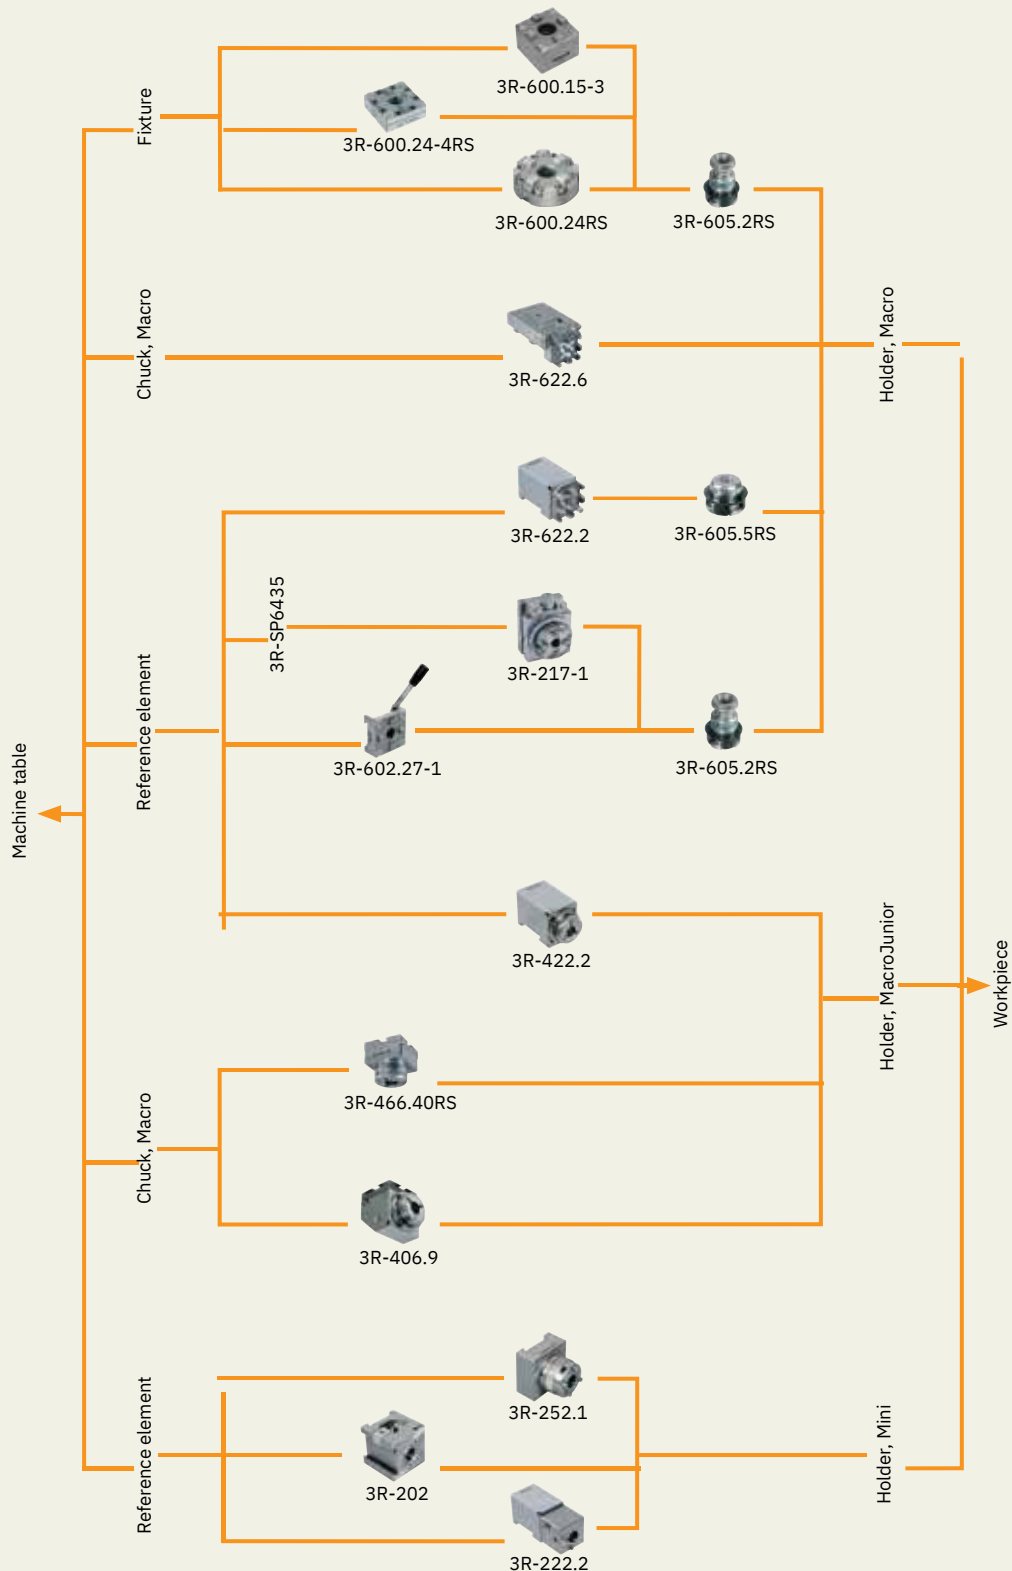 3R-600.15-3
Fixture
3R-600.24-4RS
3R-600.24RS
3R-605.2RS
Chuck, Macro
3R-622.6
Holder, Macro
3R-622.2
3R-605.5RS
3R-SP6435
3R-217-1
Reference element
3R-602.27-1
3R-605.2RS
Machine table
3R-422.2
Holder, MacroJunior
Workpiece
3R-466.40RS
Chuck, Macro
3R-406.9
3R-252.1
Reference element
3R-202
Holder, Mini
3R-222.2